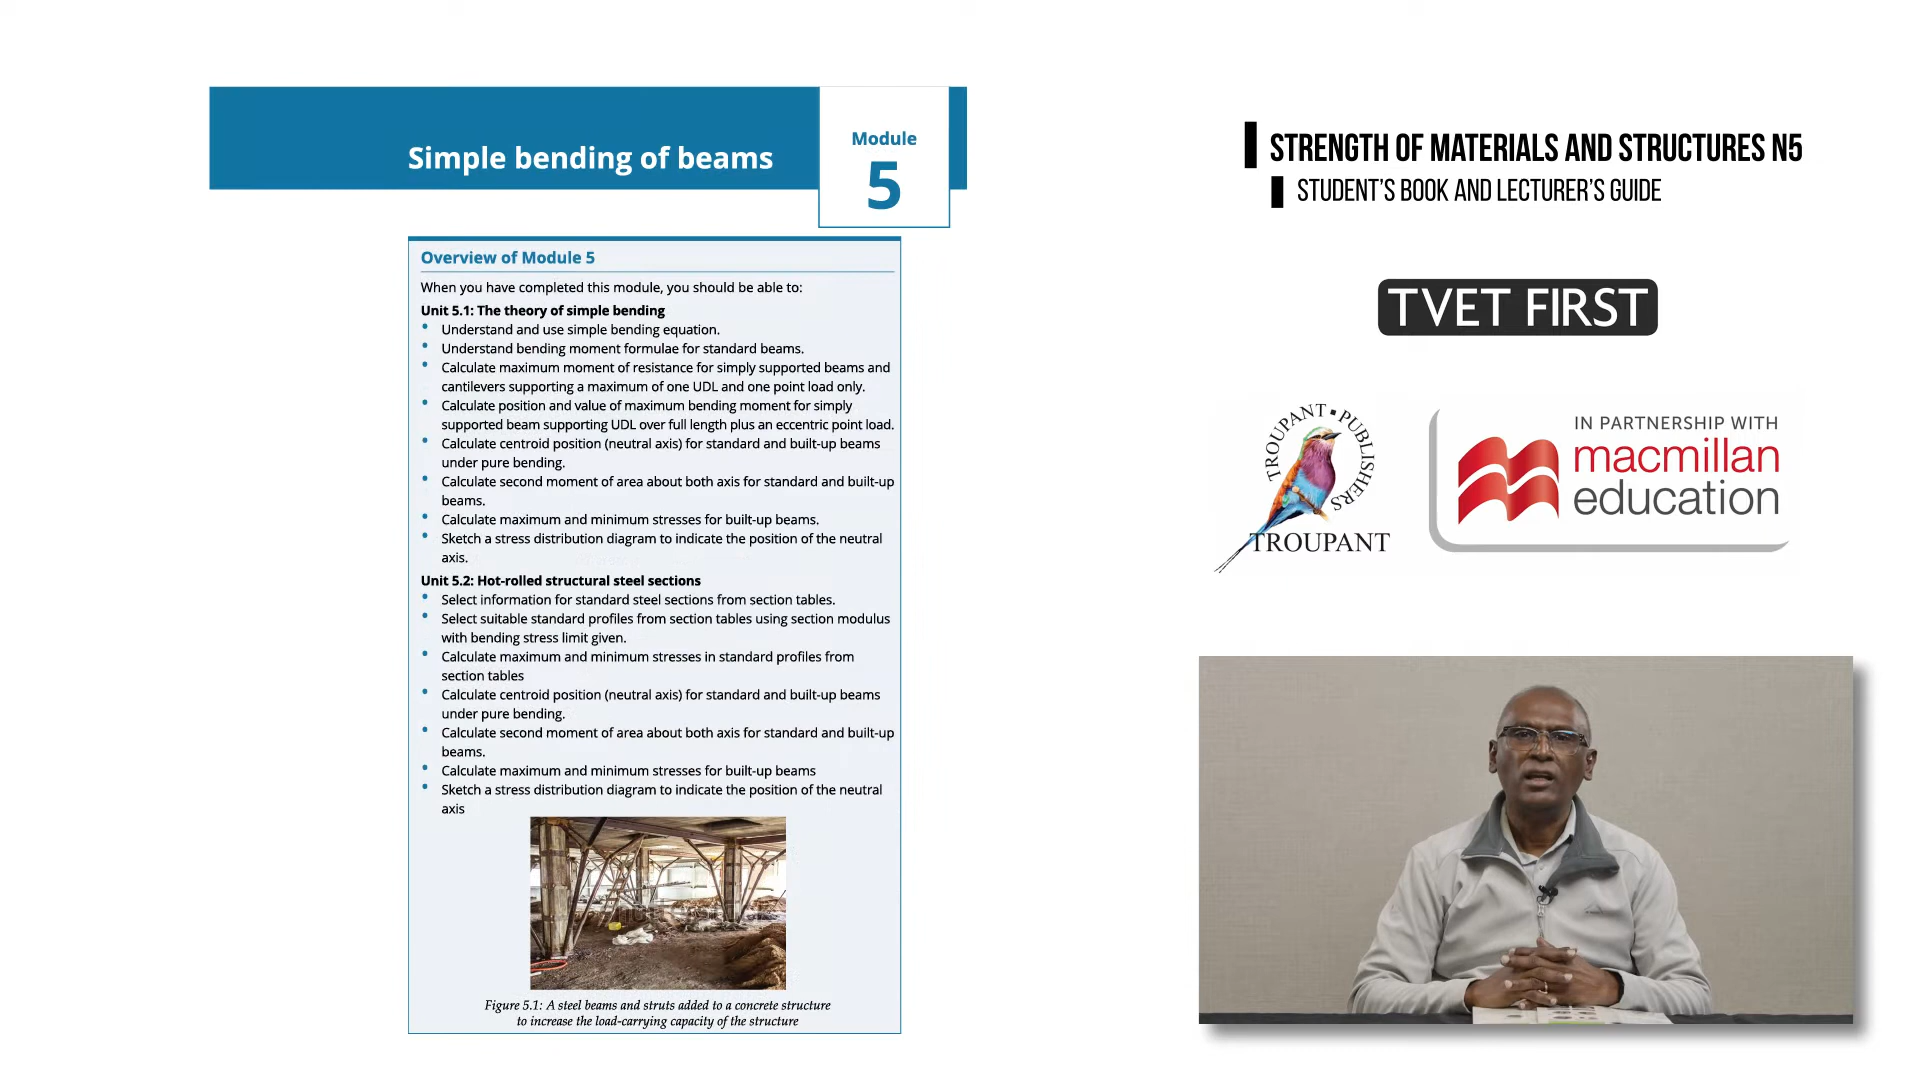 Simple bending of beams
Module
5
Overview of Module 5
When you have completed this module, you should be able to:
Unit 5.1: The theory of simple bending
• Understand and use simple bending equation.
• Understand bending moment formulae for standard beams.
• Calculate maximum moment of resistance for simply supported beams and
cantilevers supporting a maximum of one UDL and one point load only.
• Calculate position and value of maximum bending moment for simply
supported beam supporting UDL over full length plus an eccentric point load.
• Calculate centroid position (neutral axis) for standard and built-up beams
under pure bending.
• Calculate second moment of area about both axis for standard and built-up
beams.
• Calculate maximum and minimum stresses for built-up beams.
• Sketch a stress distribution diagram to indicate the position of the neutral
axis.
Unit 5.2: Hot-rolled structural steel sections
• Select information for standard steel sections from section tables.
• Select suitable standard profiles from section tables using section modulus
with bending stress limit given.
• Calculate maximum and minimum stresses in standard profiles from
section tables
• Calculate centroid position (neutral axis) for standard and built-up beams
under pure bending.
• Calculate second moment of area about both axis for standard and built-up
beams.
• Calculate maximum and minimum stresses for built-up beams
• Sketch a stress distribution diagram to indicate the position of the neutral
axis
Figure 5.1: A steel beams and struts added to a concrete structure
to increase the load-carrying capacity of the structure
STRENGTH OF MATERIALS AND STRUCTURES N5
STUDENT'S BOOK AND LECTURER'S GUIDE
TVET FIRST
TROUPANT ▪ PUBLISHERS
TROUPANT
IN PARTNERSHIP WITH
macmillan
education